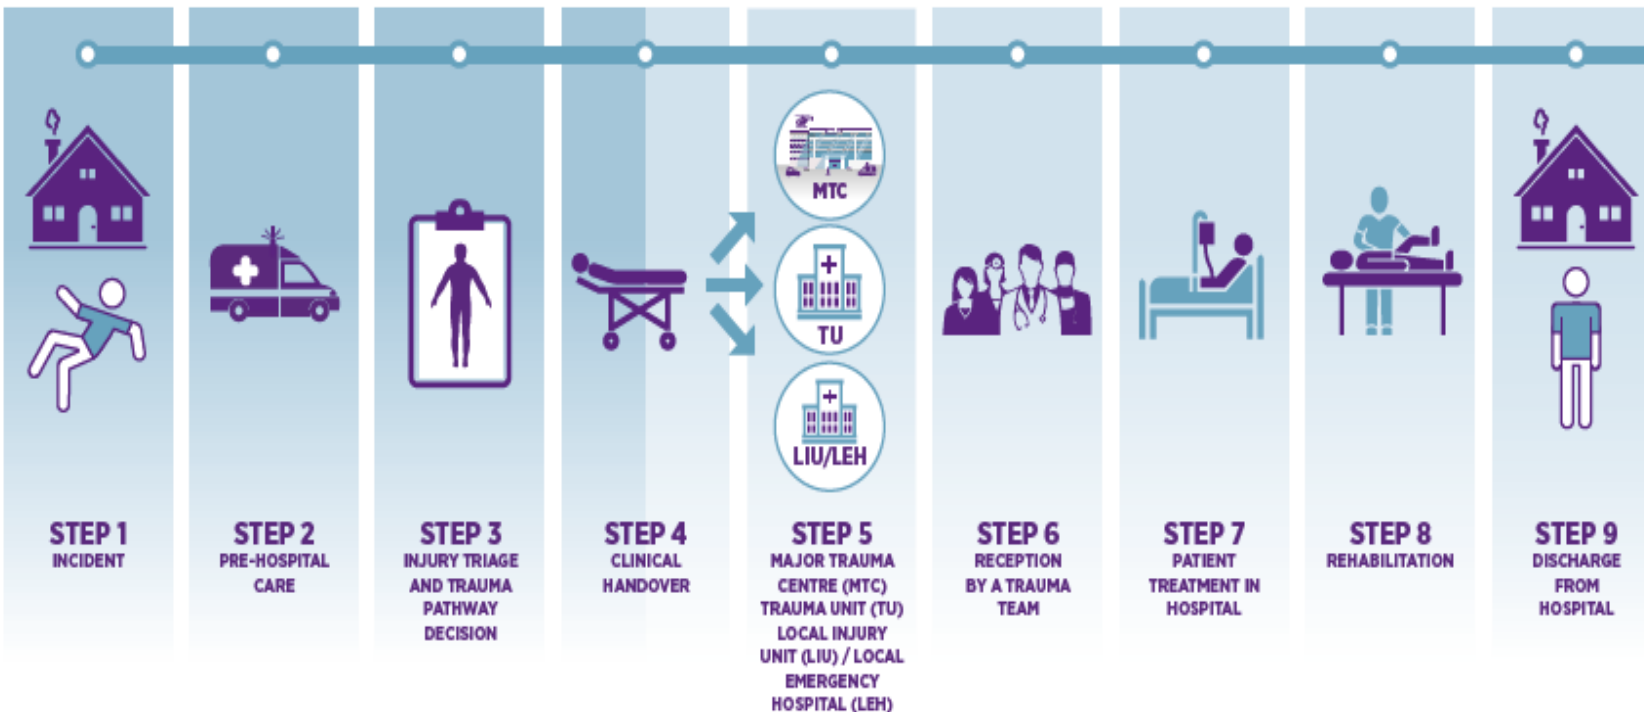 MTC
TU
LIU/LEH
STEP 1
INCIDENT
STEP 2
PRE-HOSPITAL
CARE
STEP 3
INJURY TRIAGE
AND TRAUMA
PATHWAY
DECISION
STEP 4
CLINICAL
HANDOVER
STEP 5
MAJOR TRAUMA
CENTRE (MTC)
TRAUMA UNIT (TU)
LOCAL INJURY
UNIT (LIU) / LOCAL
EMERGENCY
HOSPITAL (LEH)
STEP 6
RECEPTION
BY A TRAUMA
TEAM
STEP 7
PATIENT
TREATMENT IN
HOSPITAL
STEP 8
REHABILITATION
STEP 9
DISCHARGE
FROM
HOSPITAL